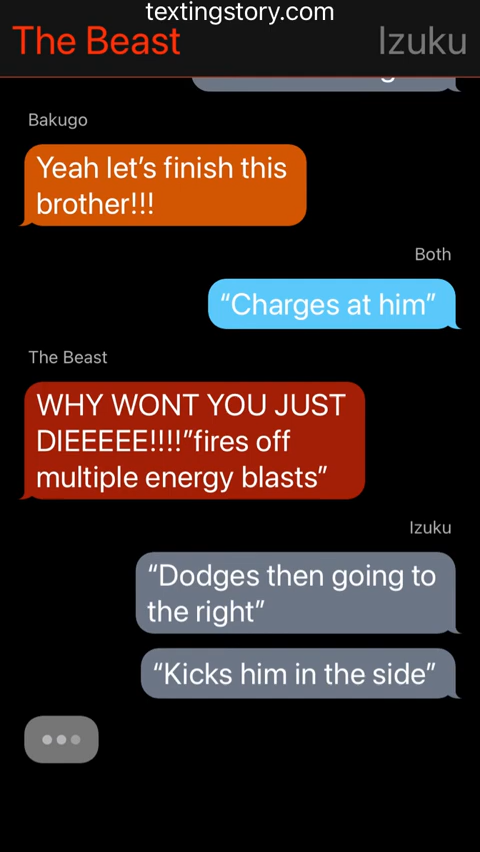 textingstory.com
The Beast
Izuku
Bakugo
Yeah let’s finish this
brother!!!
Both
“Charges at him”
The Beast
WHY WONT YOU JUST
DIEEEEE!!!!”fires off
multiple energy blasts”
Izuku
“Dodges then going to
the right”
“Kicks him in the side”